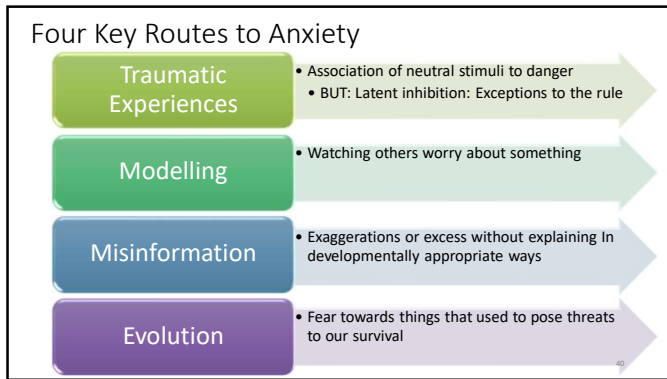 Four Key Routes to Anxiety
Traumatic
Experiences
• Association of neutral stimuli to danger
• BUT: Latent inhibition: Exceptions to the rule
Modelling
• Watching others worry about something
Misinformation
• Exaggerations or excess without explaining In
developmentally appropriate ways
Evolution
• Fear towards things that used to pose threats
to our survival
40